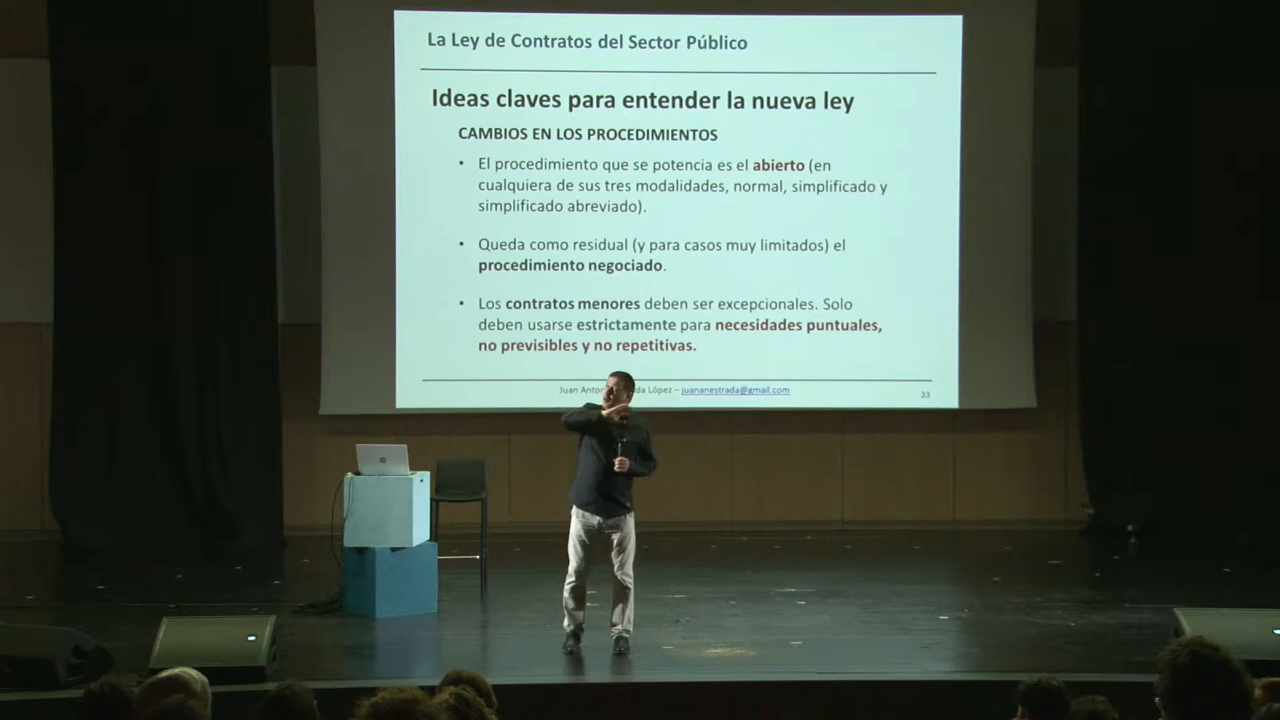 La Ley de Contratos del Sector Público
Ideas claves para entender la nueva ley
CAMBIOS EN LOS PROCEDIMIENTOS
• El procedimiento que se potencia es el abierto (en
cualquiera de sus tres modalidades, normal, simplificado y
simplificado abreviado).
• Queda como residual (y para casos muy limitados) el
procedimiento negociado.
• Los contratos menores deben ser excepcionales. Solo
deben usarse estrictamente para necesidades puntuales,
no previsibles y no repetitivas.
Juan López – juananestrada@gmail.com
33